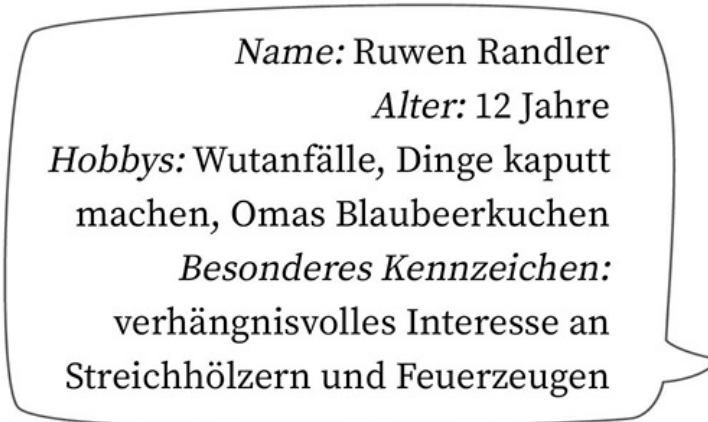 Name: Ruwen Randler
Alter: 12 Jahre
Hobbys: Wutanfälle, Dinge kaputt
machen, Omas Blaubeerkuchen
Besonderes Kennzeichen:
verhängnisvolles Interesse an
Streichhölzern und Feuerzeugen